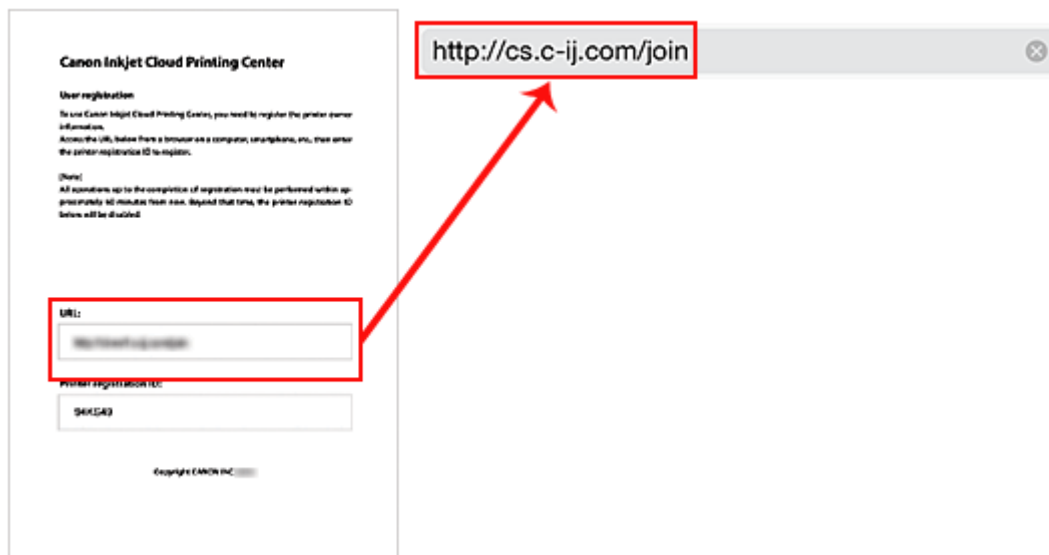 Canon Inkjet Cloud Printing Center
User registration
To use Canon Inkjet Cloud Printing Center, you need to register the printer owner
information.
Access the URL below from a browser on a computer, smartphone, etc., then enter
the printer registration ID to register.
[Note]
All operations up to the completion of registration must be performed within ap-
proximately 60 minutes from now. Beyond that time, the printer registration ID
below will be disabled
URL:
Printer registration ID:
Copyright CANON INC.
http://cs.c-ij.com/join